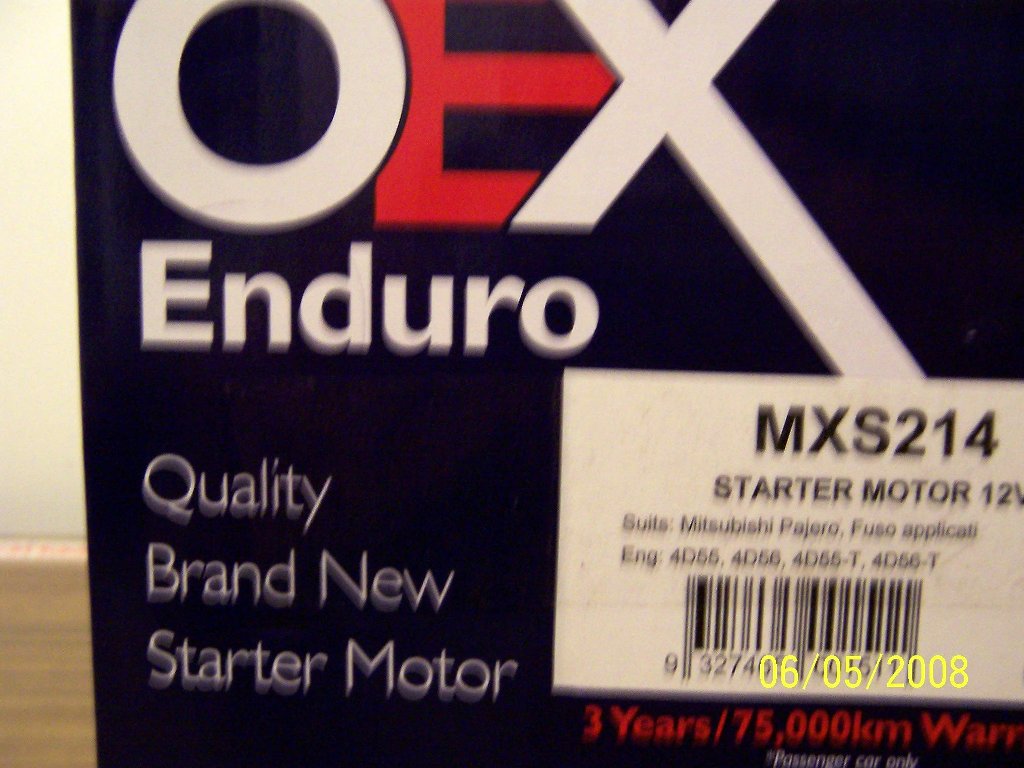 OEX
Enduro
Quality
Brand New
Starter Motor
MXS214
STARTER MOTOR 12V
Suits: Mitsubishi Pajero, Fuso applicati
Eng: 4D55, 4D56, 4D55-T, 4D56-T
06/05/2008
3 Years/75,000km Warr
*Passenger car only